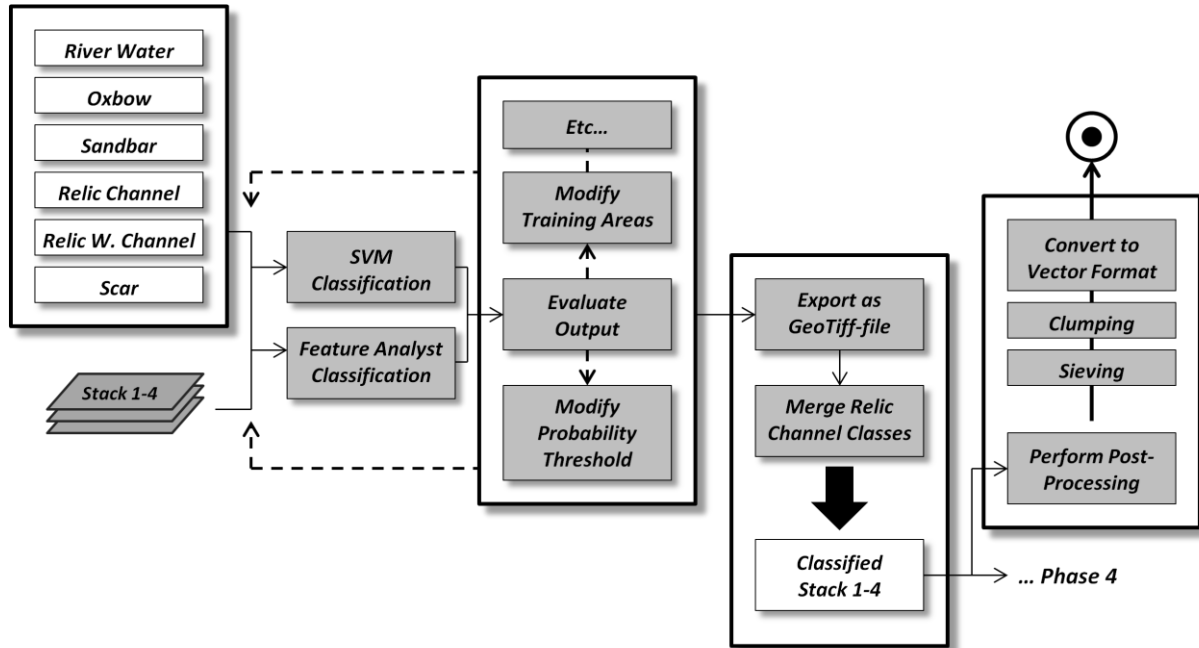 River Water
Oxbow
Sandbar
Relic Channel
Relic W. Channel
Scar
Stack 1-4
SVM
Classification
Feature Analyst
Classification
Etc...
Modify
Training Areas
Evaluate
Output
Modify
Probability
Threshold
Export as
GeoTiff-file
Merge Relic
Channel Classes
Classified
Stack 1-4
Convert to
Vector Format
Clumping
Sieving
Perform Post-
Processing
... Phase 4